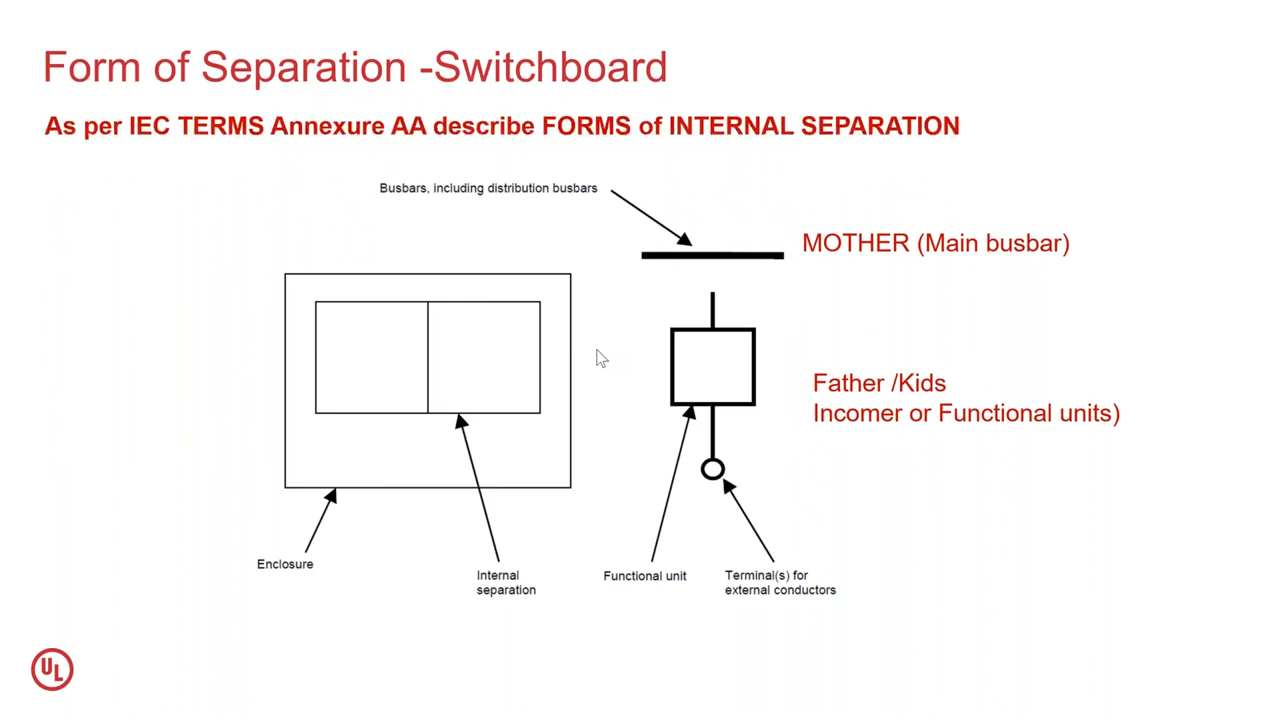 Form of Separation -Switchboard
As per IEC TERMS Annexure AA describe FORMS of INTERNAL SEPARATION
Busbars, including distribution busbars
MOTHER (Main busbar)
Father /Kids
Incomer or Functional units)
Enclosure
Internal
separation
Functional unit
Terminal(s) for
external conductors
UL